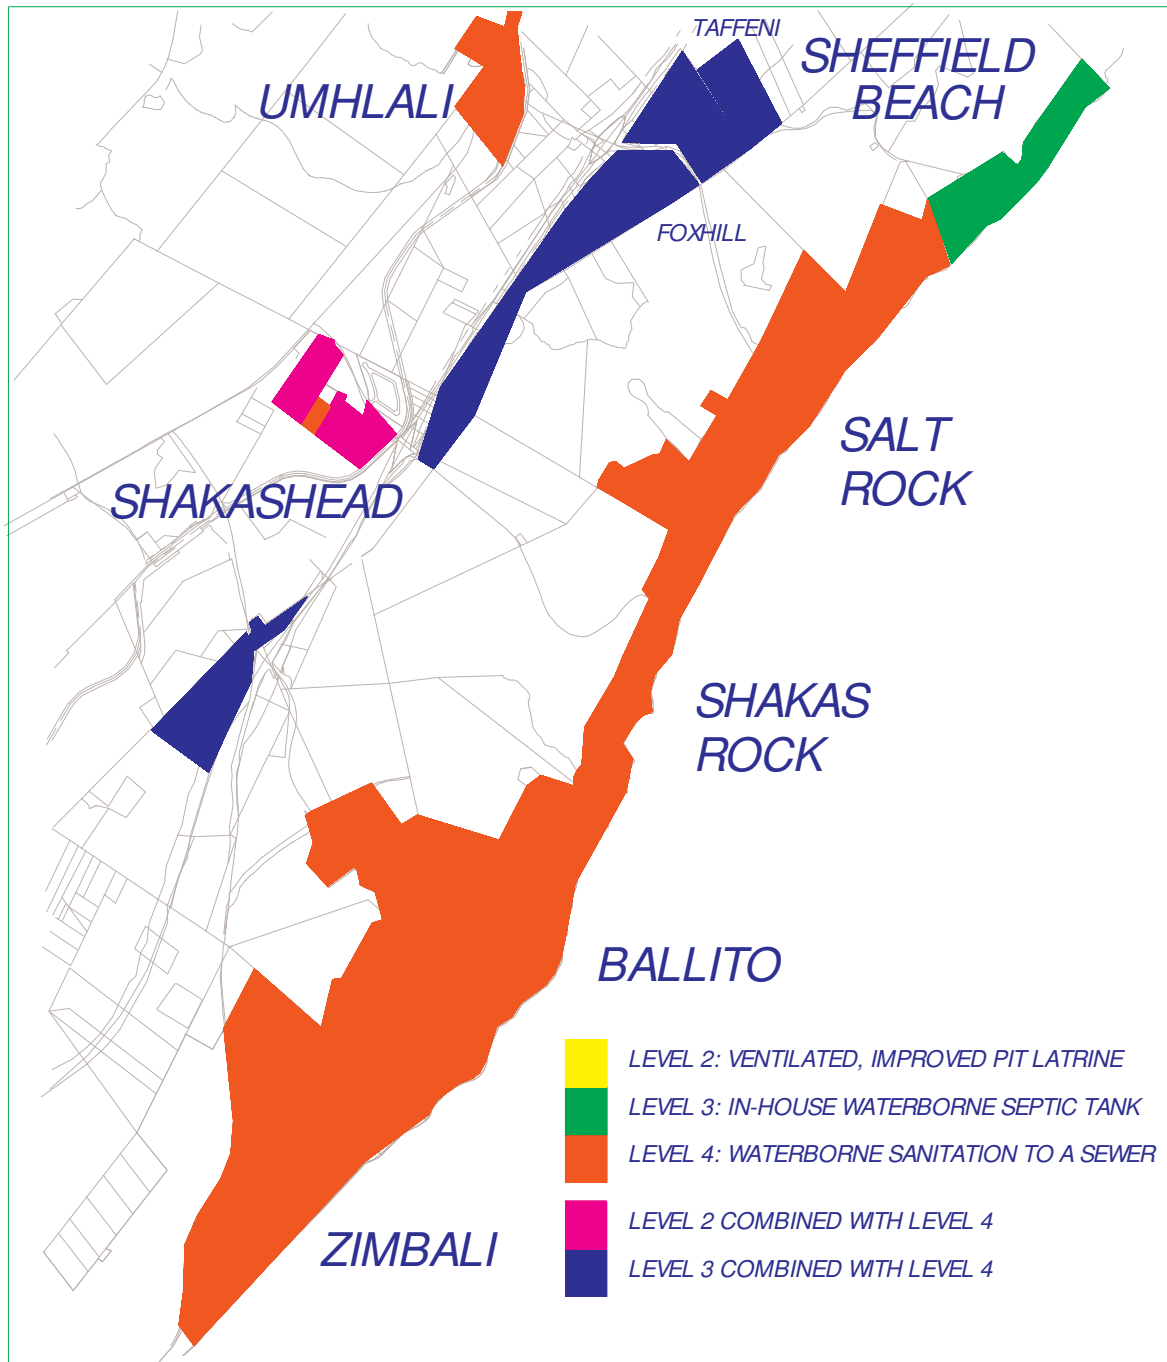 TAFFENI
SHEFFIELD
BEACH
UMHLALI
FOXHILL
SALT
ROCK
SHAKASHEAD
SHAKAS
ROCK
BALLITO
LEVEL 2: VENTILATED, IMPROVED PIT LATRINE
LEVEL 3: IN-HOUSE WATERBORNE SEPTIC TANK
LEVEL 4: WATERBORNE SANITATION TO A SEWER
LEVEL 2 COMBINED WITH LEVEL 4
ZIMBALI
LEVEL 3 COMBINED WITH LEVEL 4